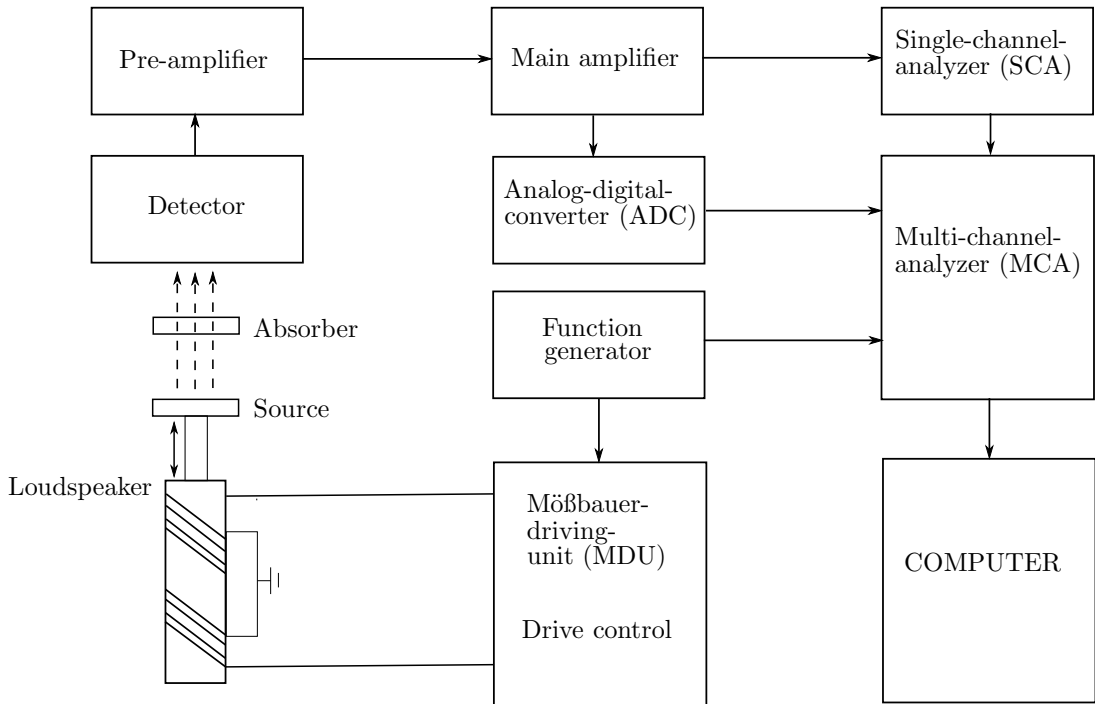 Pre-amplifier
Main amplifier
Single-channel-
analyzer (SCA)
Detector
Analog-digital-
converter (ADC)
Multi-channel-
analyzer (MCA)
Absorber
Function
generator
Source
Loudspeaker
Mößbauer-
driving-
unit (MDU)
Drive control
COMPUTER